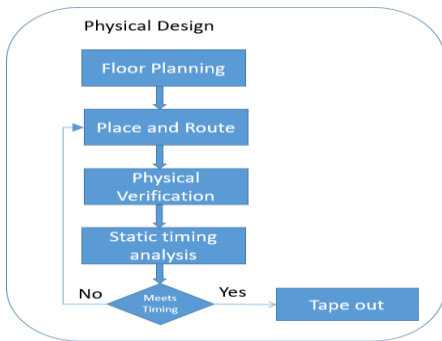 Physical Design
Floor Planning
Place and Route
Physical
Verification
Static timing
analysis
No
Meets
Timing
Yes
Tape out